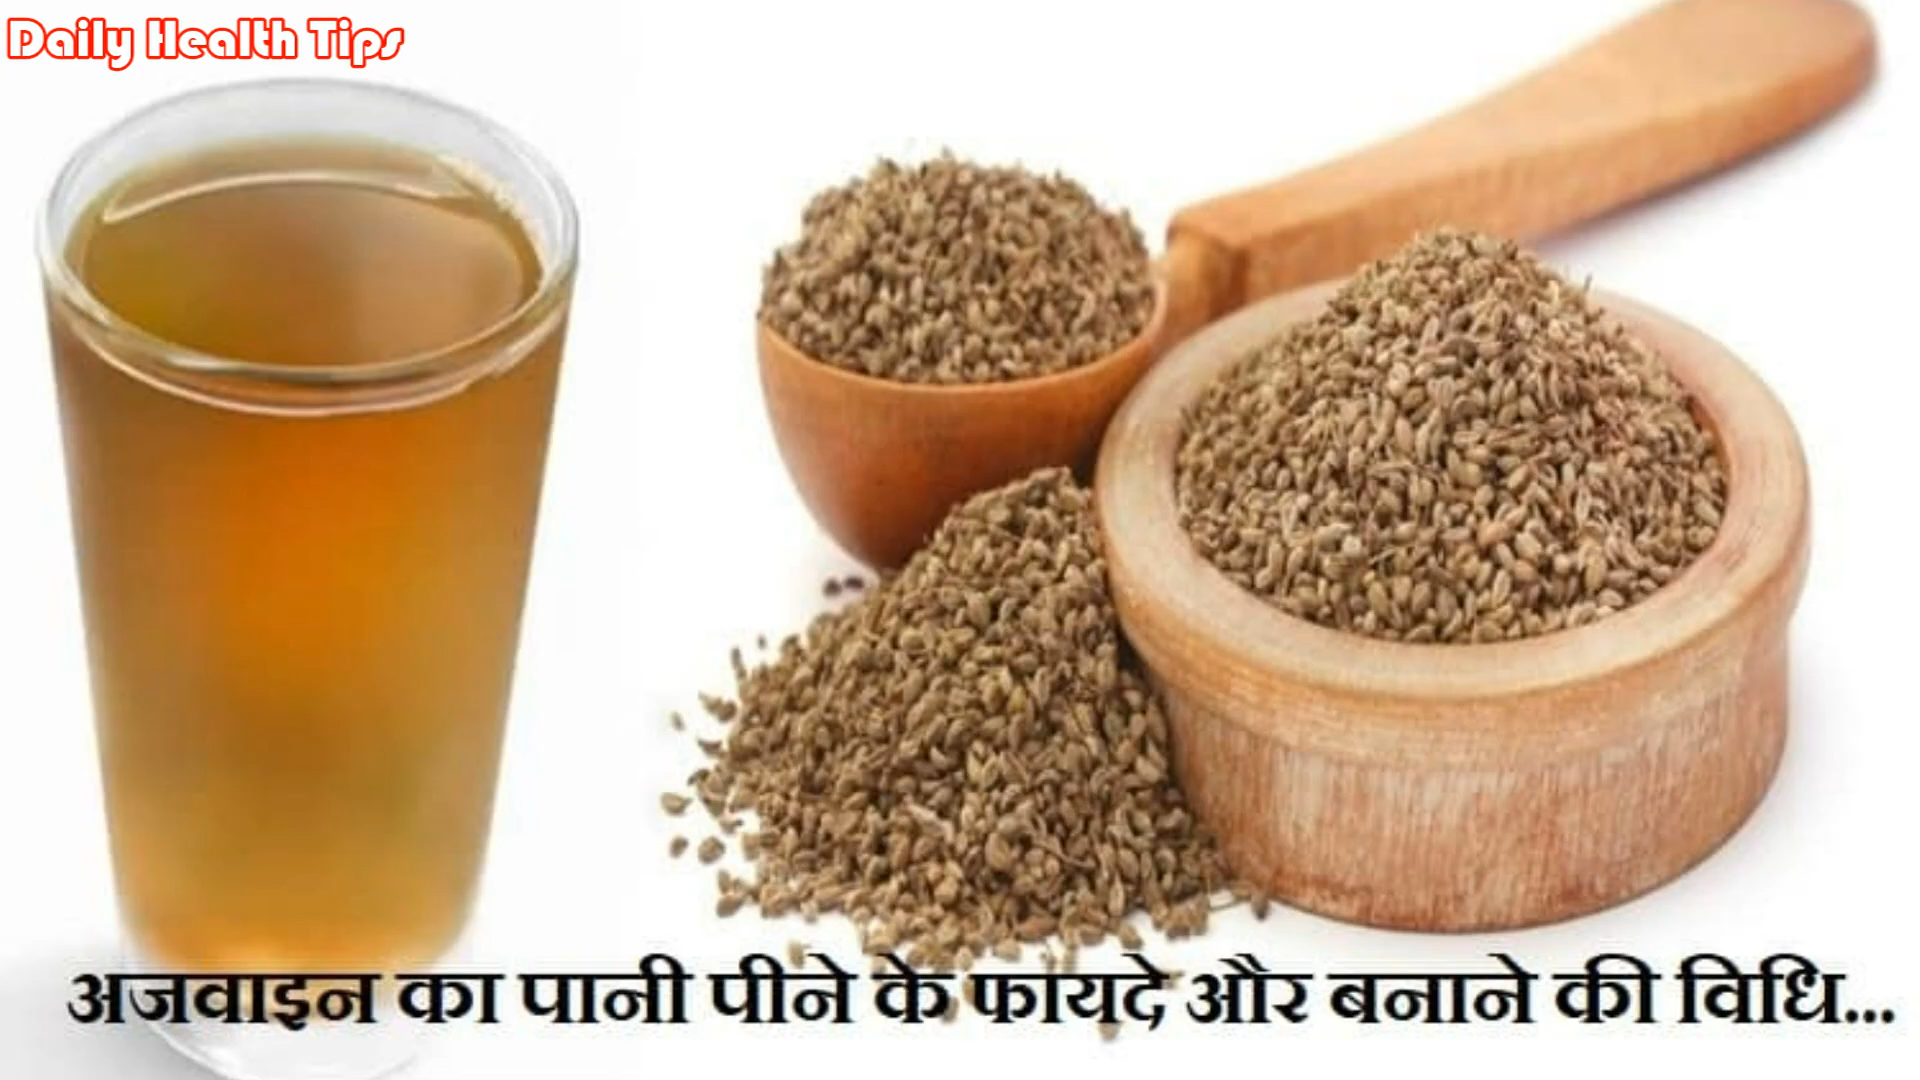 Daily Health Tips
अजवाइन का पानी पीने के फायदे और बनाने की विधि...